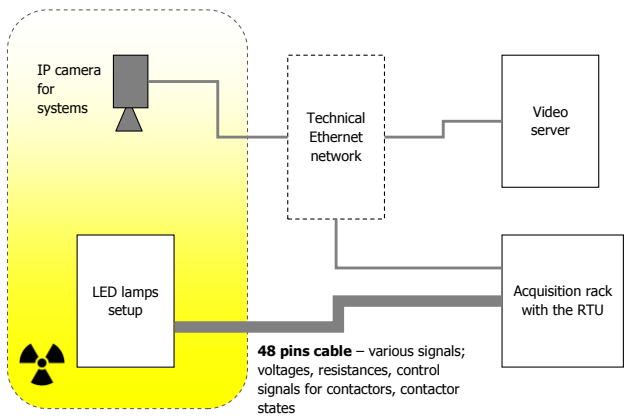 IP camera
for
systems
Technical
Ethernet
network
Video
server
LED lamps
setup
Acquisition rack
with the RTU
48 pins cable – various signals;
voltages, resistances, control
signals for contactors, contactor
states